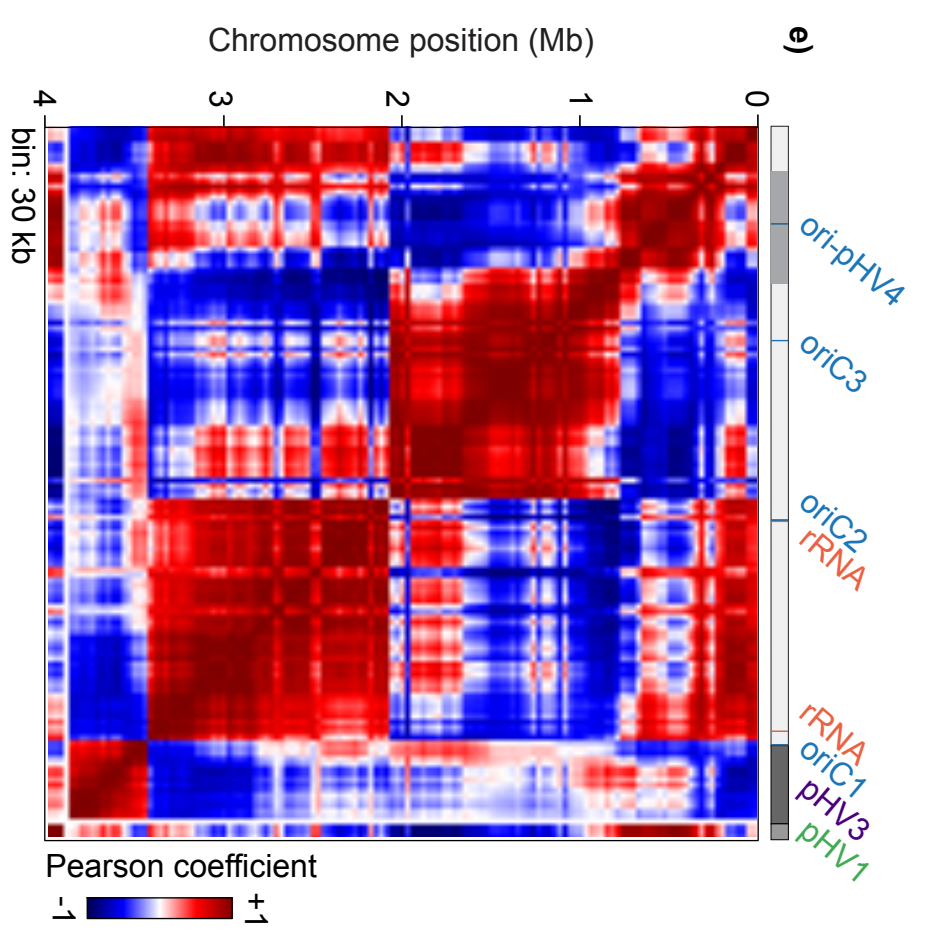 e)
Chromosome position (Mb)
4
3
2
1
0
bin: 30 kb
ori-pHV4
oriC3
oriC2
rRNA
rRNA
oriC1
pHV3
pHV1
Pearson coefficient
-1
+1